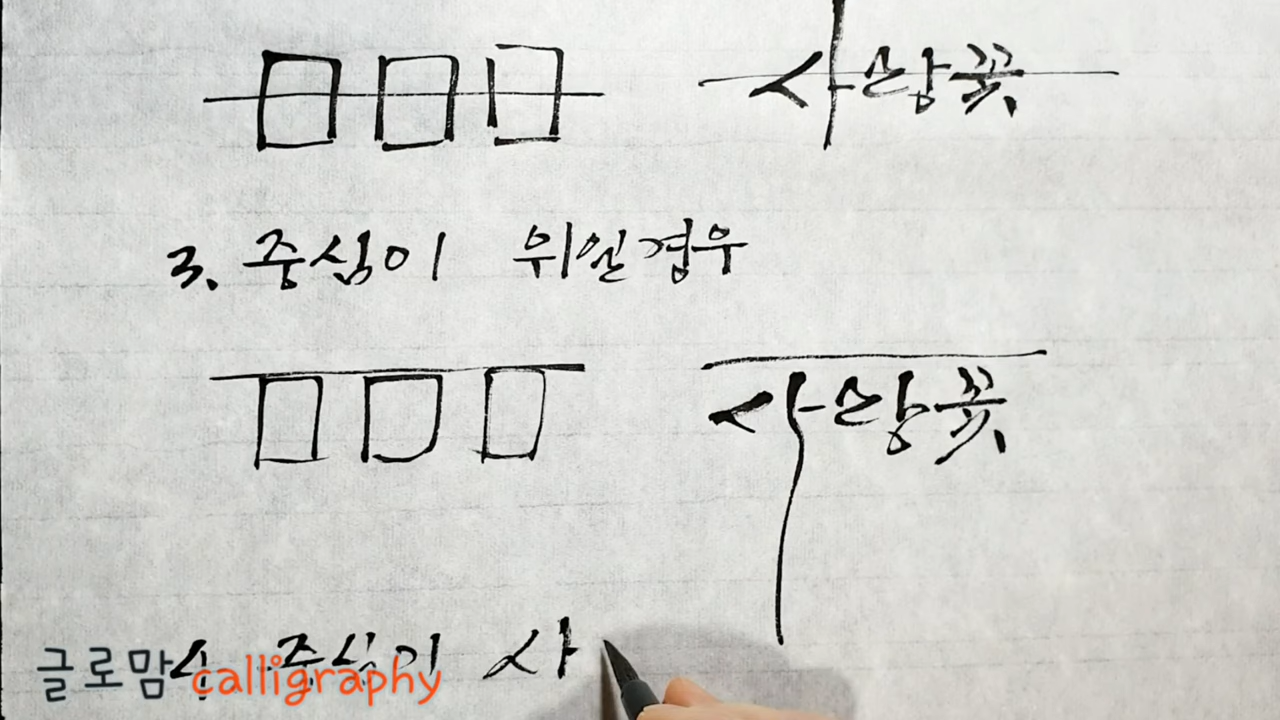 사랑꽃
3. 중심이 위일경우
사랑꽃
4. 중심이 사
글로맘 calligraphy